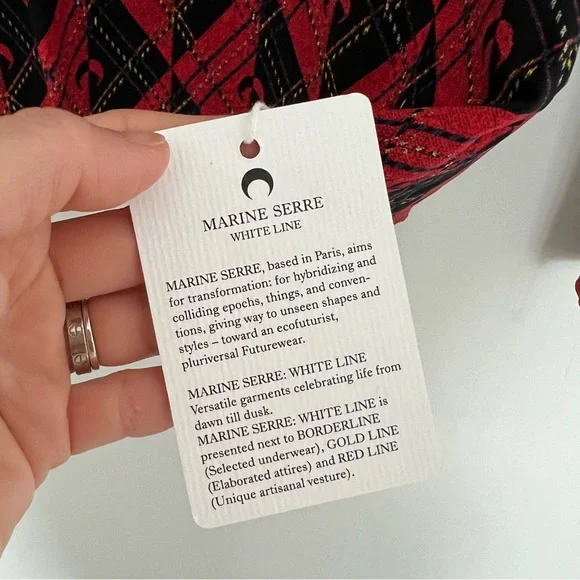 MARINE SERRE
WHITE LINE
MARINE SERRE, based in Paris, aims
for transformation: for hybridizing and
colliding epochs, things, and conven-
tions, giving way to unseen shapes and
styles – toward an ecofuturist,
pluriversal Futurewear.
MARINE SERRE: WHITE LINE
Versatile garments celebrating life from
dawn till dusk.
MARINE SERRE: WHITE LINE is
presented next to BORDERLINE
(Selected underwear), GOLD LINE
(Elaborated attires) and RED LINE
(Unique artisanal vesture).